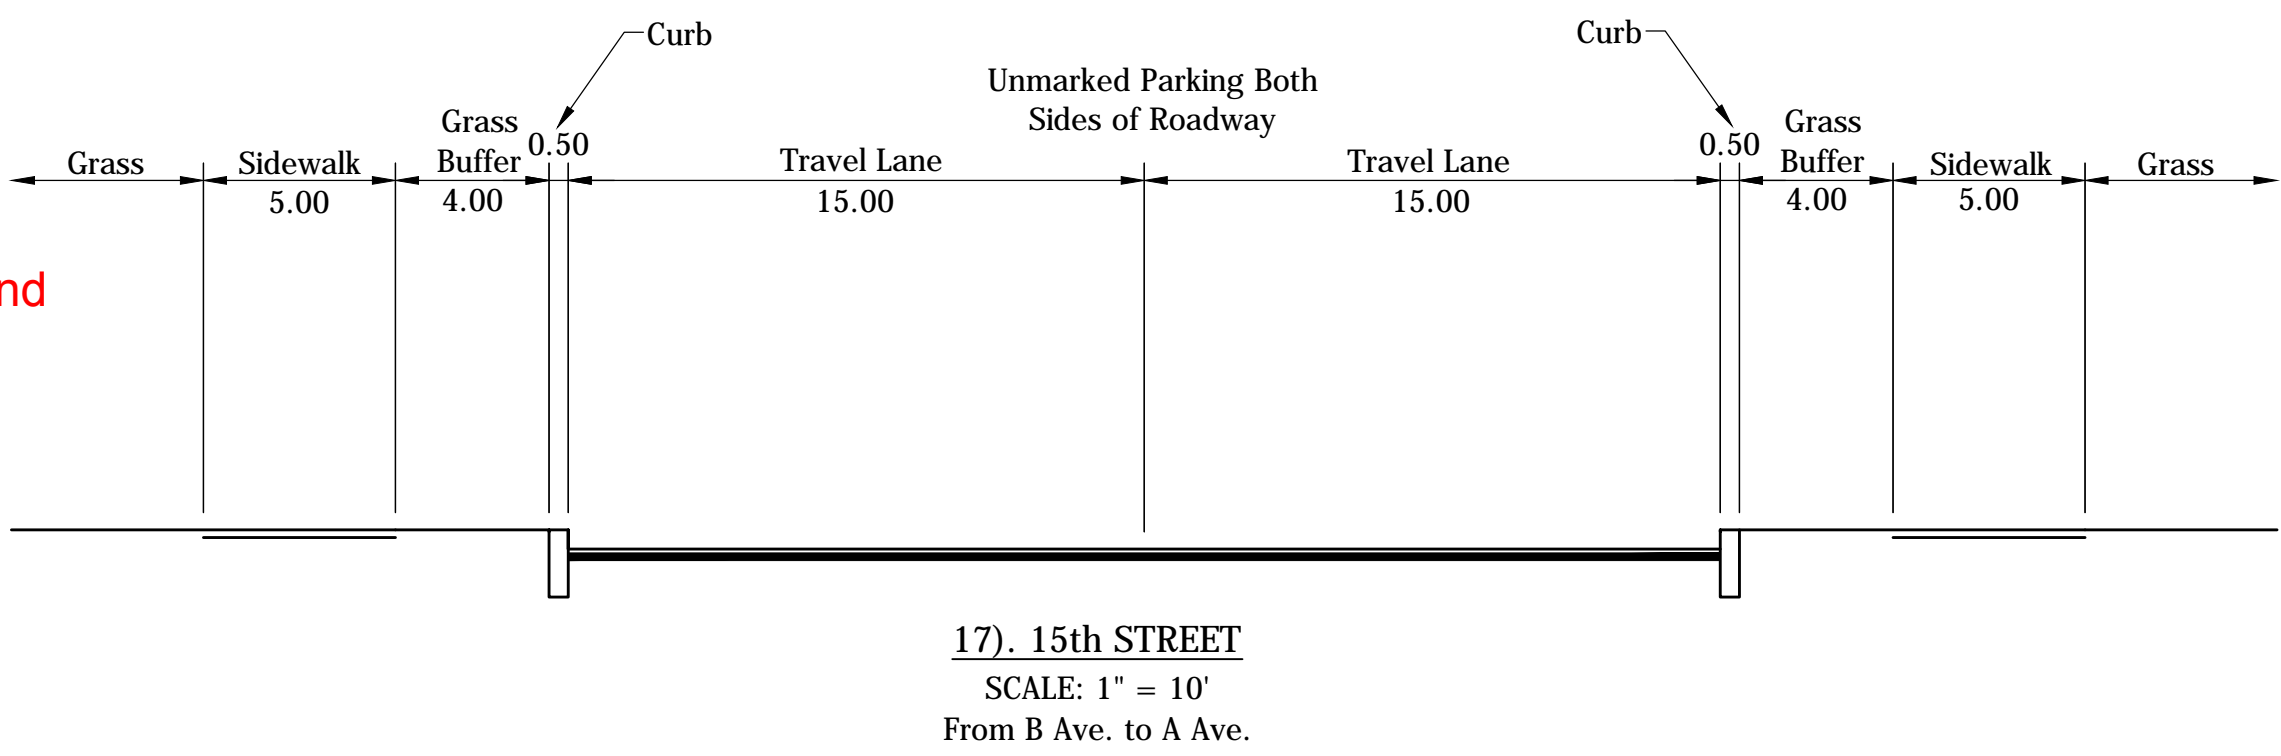 Curb
Curb
Unmarked Parking Both
Sides of Roadway
Grass
Sidewalk
5.00
Grass
Buffer
4.00
0.50
Travel Lane
15.00
Travel Lane
15.00
0.50
Grass
Buffer
4.00
Sidewalk
5.00
Grass
nd
17). 15th STREET
SCALE: 1" = 10'
From B Ave. to A Ave.